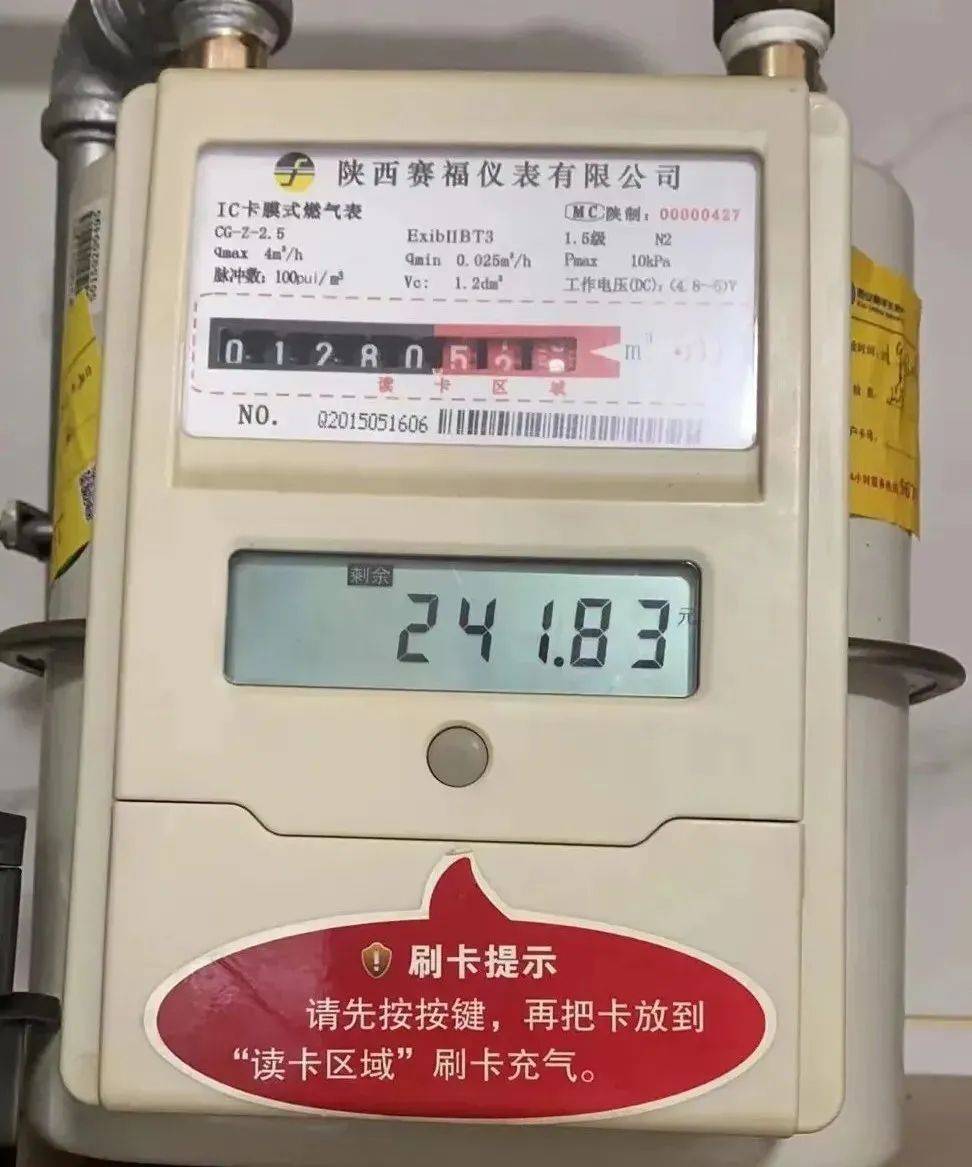 陕西赛福仪表有限公司
IC卡膜式燃气表
MC 陕制：00000427
CG-Z-2.5
ExibⅡBT3
1.5级 N2
qmax 4m³/h
qmin 0.025m³/h
Pmax 10kPa
脉冲数：100pul/m³
Vc: 1.2dm³
工作电压(DC)：(4.8~6)V
0 1 2 8 0 5
m³
读卡区域
NO. Q2015051606
剩余
241.83 元
刷卡提示
请先按按键，再把卡放到
“读卡区域”刷卡充气。